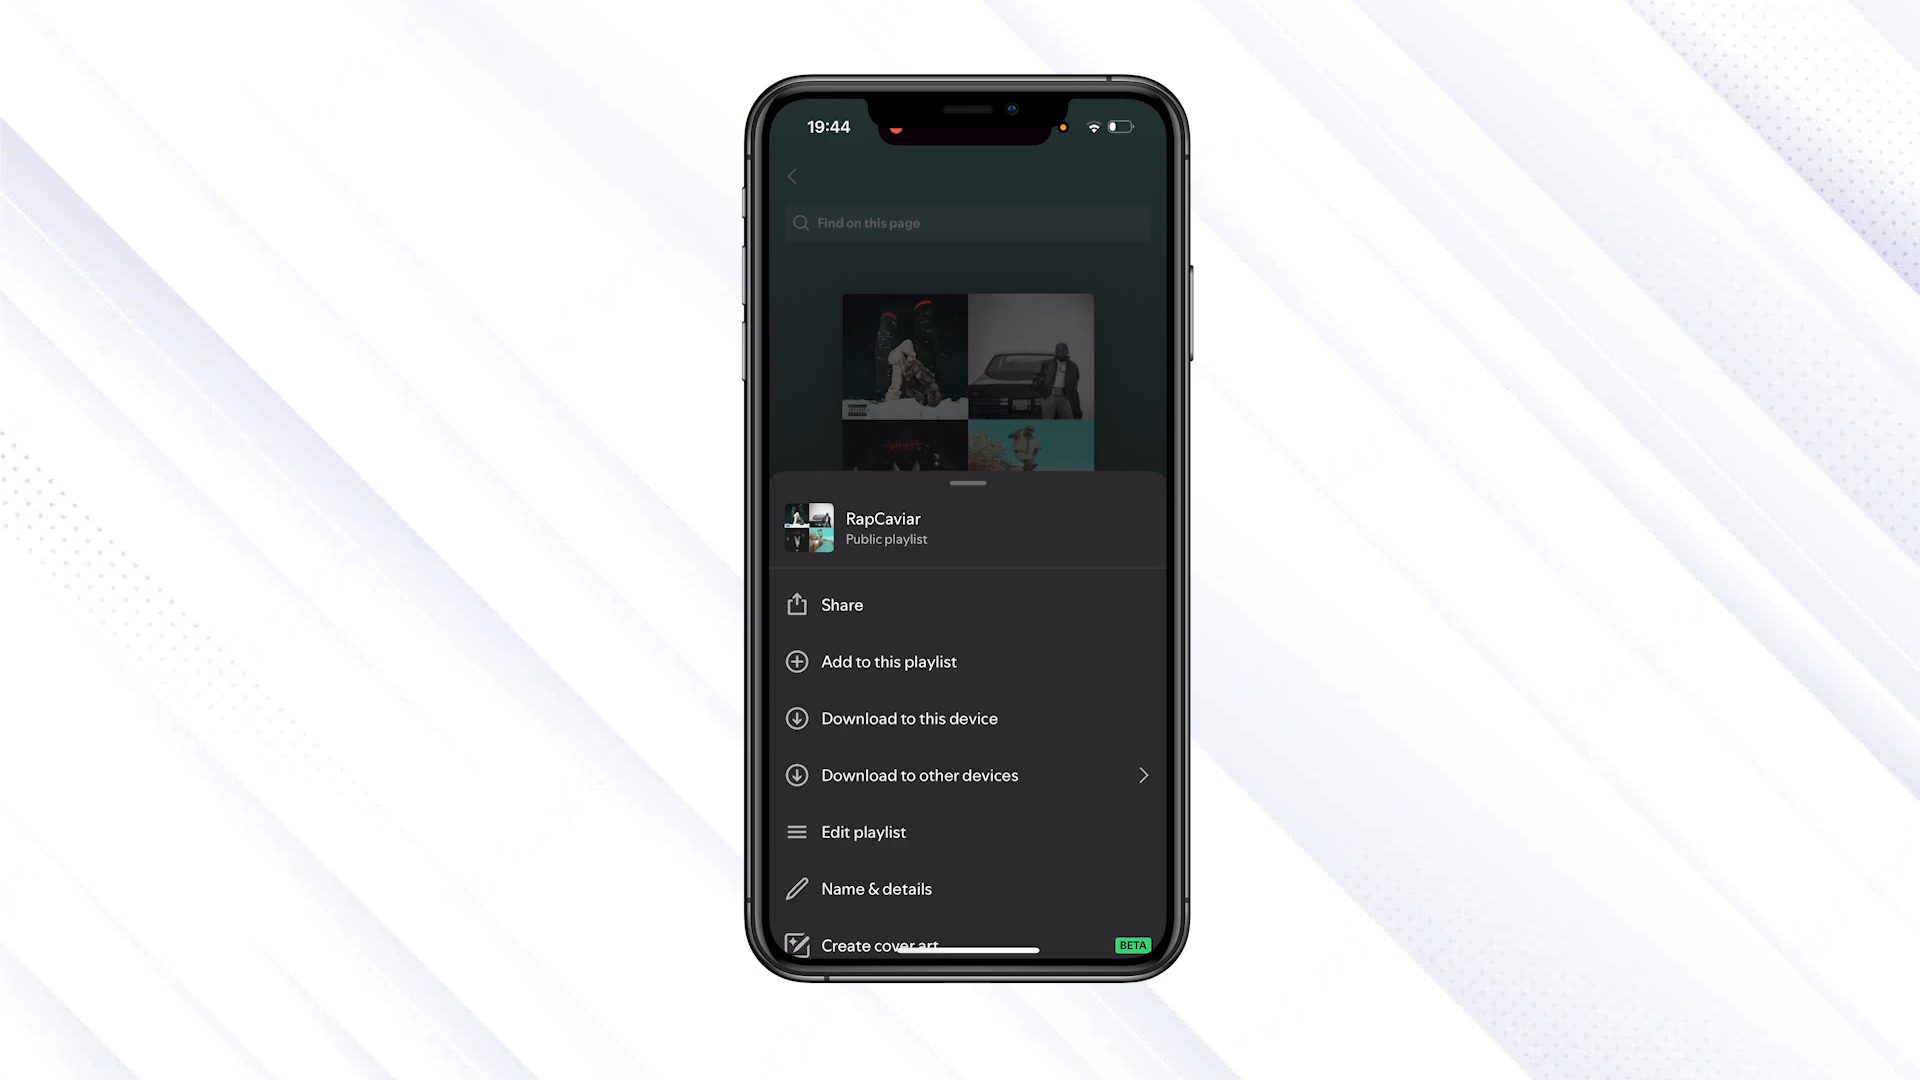 19:44
Find on this page
RapCaviar
Public playlist
Share
Add to this playlist
Download to this device
Download to other devices
Edit playlist
Name & details
Create cover art
BETA